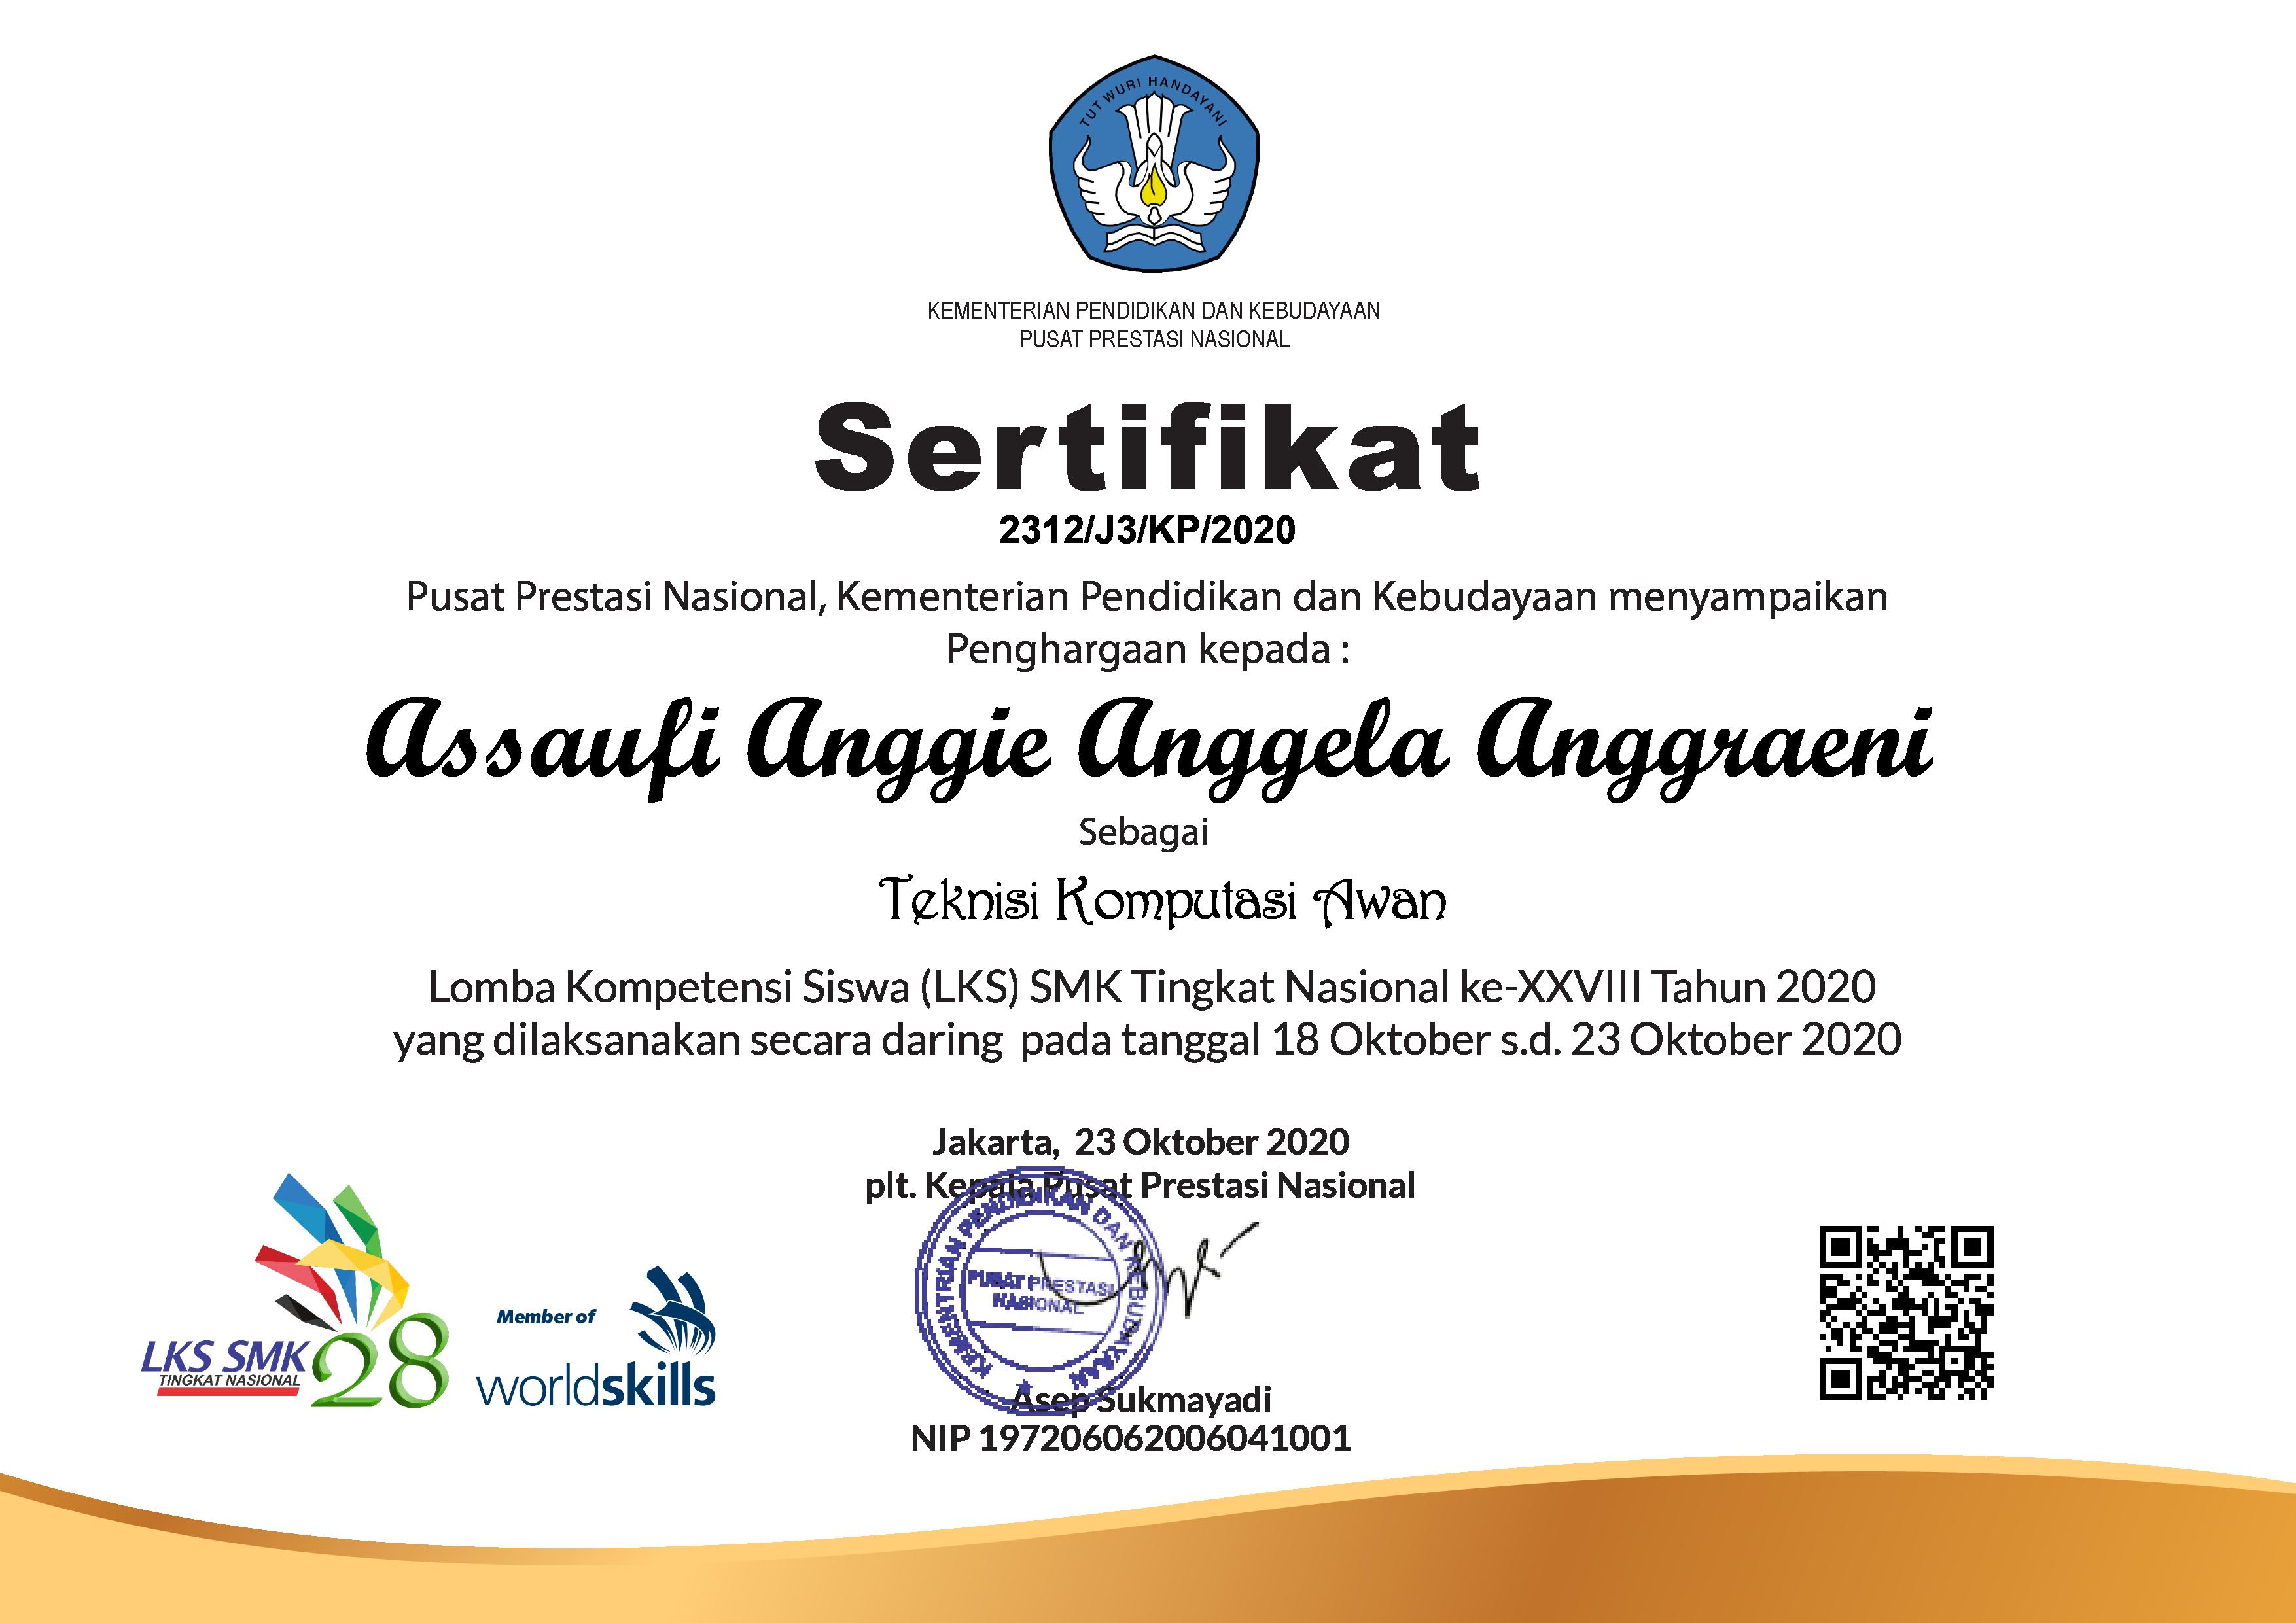 TUT WURI HANDAYANI
KEMENTERIAN PENDIDIKAN DAN KEBUDAYAAN
PUSAT PRESTASI NASIONAL
Sertifikat
2312/J3/KP/2020
Pusat Prestasi Nasional, Kementerian Pendidikan dan Kebudayaan menyampaikan
Penghargaan kepada :
Assaufi Anggie Anggela Anggraeni
Sebagai
Teknisi Komputasi Awan
Lomba Kompetensi Siswa (LKS) SMK Tingkat Nasional ke-XXVIII Tahun 2020
yang dilaksanakan secara daring pada tanggal 18 Oktober s.d. 23 Oktober 2020
Jakarta, 23 Oktober 2020
plt. Kepala Pusat Prestasi Nasional
PENDIDIKAN DAN KEBUDAYAAN
PUSAT PRESTASI
NASIONAL
Asep Sukmayadi
NIP 197206062006041001
LKS SMK 28
TINGKAT NASIONAL
Member of
worldskills